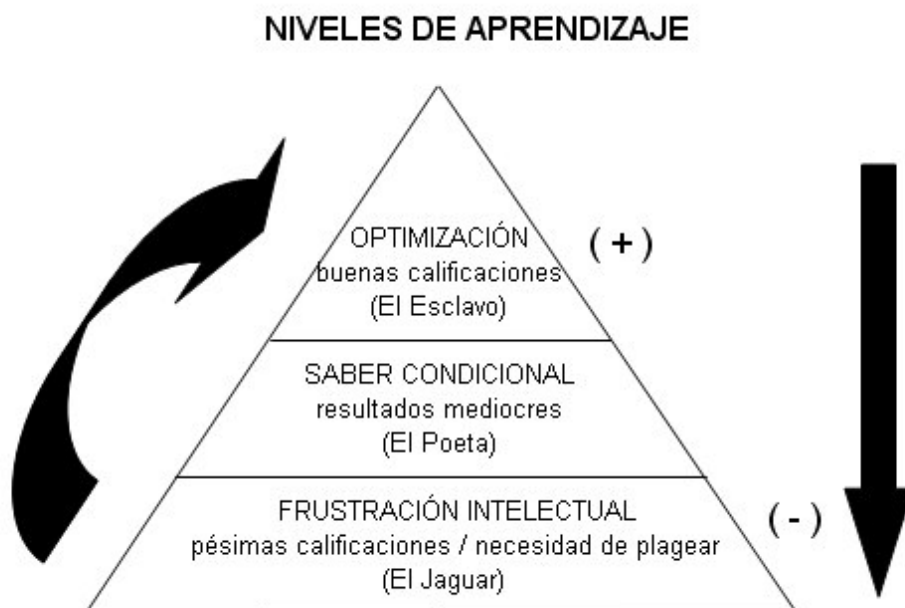 NIVELES DE APRENDIZAJE
OPTIMIZACIÓN
buenas calificaciones
(El Esclavo)
( + )
SABER CONDICIONAL
resultados mediocres
(El Poeta)
FRUSTRACIÓN INTELECTUAL
pésimas calificaciones / necesidad de plagear
(El Jaguar)
( - )